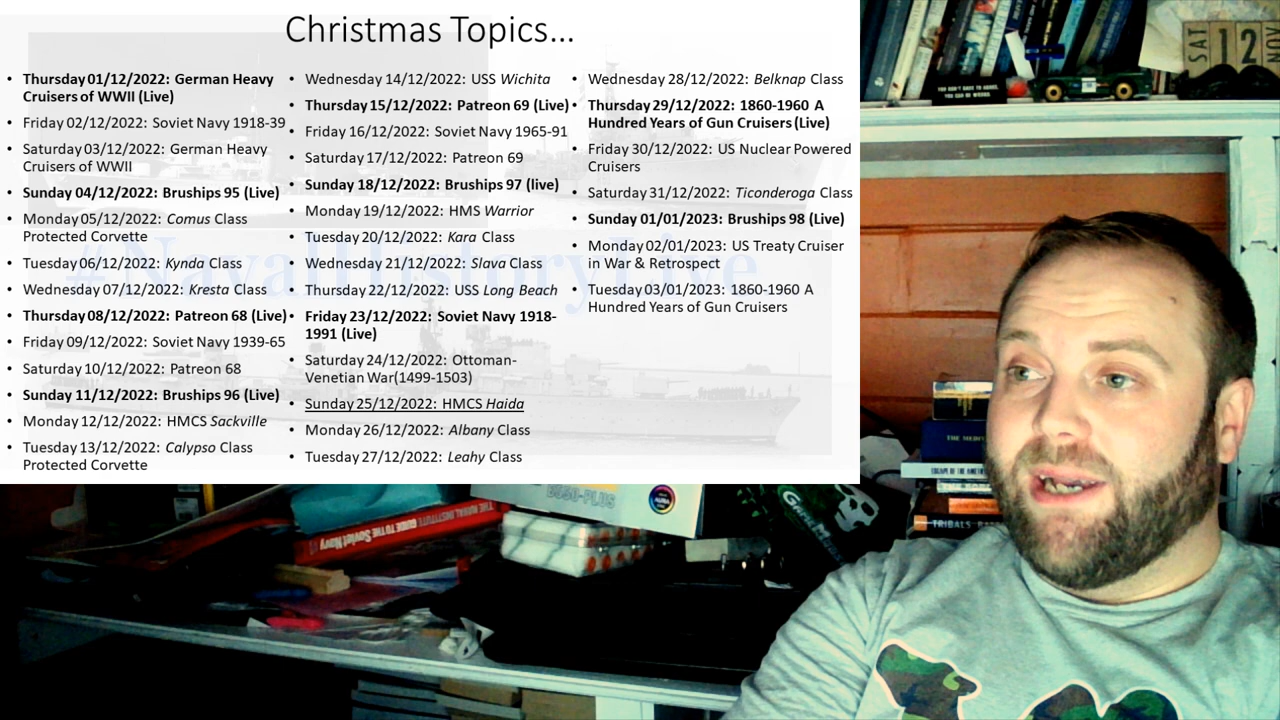 Christmas Topics...
• Thursday 01/12/2022: German Heavy
Cruisers of WWII (Live)
• Friday 02/12/2022: Soviet Navy 1918-39
• Saturday 03/12/2022: German Heavy
Cruisers of WWII
• Sunday 04/12/2022: Bruships 95 (Live)
• Monday 05/12/2022: Comus Class
Protected Corvette
• Tuesday 06/12/2022: Kynda Class
• Wednesday 07/12/2022: Kresta Class
• Thursday 08/12/2022: Patreon 68 (Live)
• Friday 09/12/2022: Soviet Navy 1939-65
• Saturday 10/12/2022: Patreon 68
• Sunday 11/12/2022: Bruships 96 (Live)
• Monday 12/12/2022: HMCS Sackville
• Tuesday 13/12/2022: Calypso Class
Protected Corvette
• Wednesday 14/12/2022: USS Wichita
• Thursday 15/12/2022: Patreon 69 (Live)
• Friday 16/12/2022: Soviet Navy 1965-91
• Saturday 17/12/2022: Patreon 69
• Sunday 18/12/2022: Bruships 97 (live)
• Monday 19/12/2022: HMS Warrior
• Tuesday 20/12/2022: Kara Class
• Wednesday 21/12/2022: Slava Class
• Thursday 22/12/2022: USS Long Beach
• Friday 23/12/2022: Soviet Navy 1918-
1991 (Live)
• Saturday 24/12/2022: Ottoman-
Venetian War(1499-1503)
• Sunday 25/12/2022: HMCS Haida
• Monday 26/12/2022: Albany Class
• Tuesday 27/12/2022: Leahy Class
• Wednesday 28/12/2022: Belknap Class
• Thursday 29/12/2022: 1860-1960 A
Hundred Years of Gun Cruisers (Live)
• Friday 30/12/2022: US Nuclear Powered
Cruisers
• Saturday 31/12/2022: Ticonderoga Class
• Sunday 01/01/2023: Bruships 98 (Live)
• Monday 02/01/2023: US Treaty Cruiser
in War & Retrospect
• Tuesday 03/01/2023: 1860-1960 A
Hundred Years of Gun Cruisers
#NavalHistoryLive
SAT 12 NOV
THE NAVAL INSTITUTE GUIDE TO THE Soviet Navy
B550-PLUS
TRIBALS